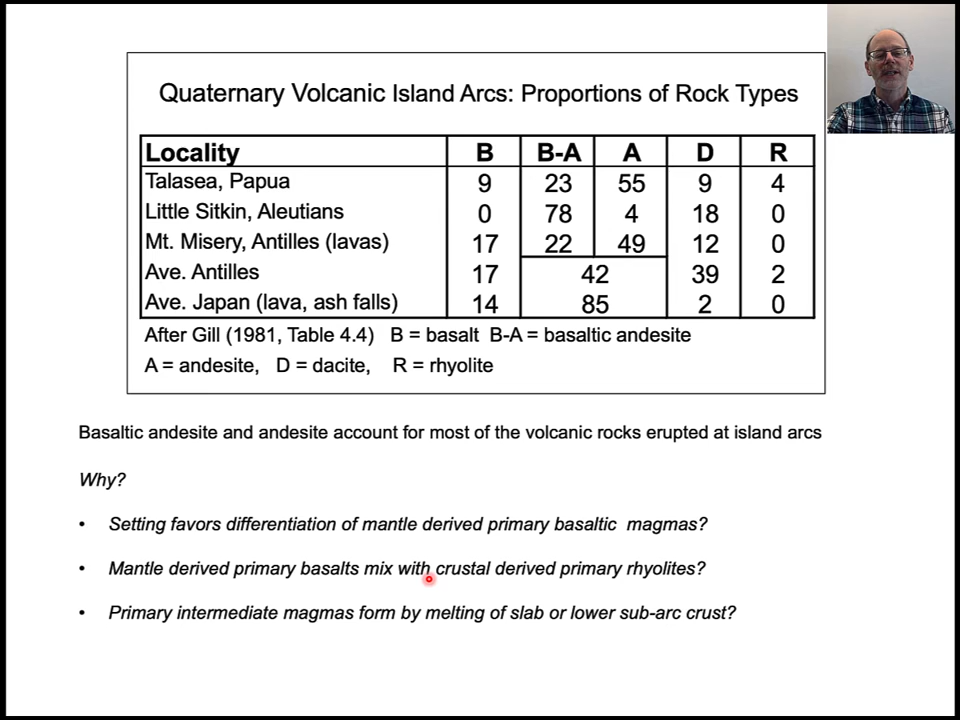 Quaternary Volcanic Island Arcs: Proportions of Rock Types
Locality B B-A A D R
Talasea, Papua 9 23 55 9 4
Little Sitkin, Aleutians 0 78 4 18 0
Mt. Misery, Antilles (lavas) 17 22 49 12 0
Ave. Antilles 17 42 39 2
Ave. Japan (lava, ash falls) 14 85 2 0
After Gill (1981, Table 4.4) B = basalt B-A = basaltic andesite
A = andesite, D = dacite, R = rhyolite
Basaltic andesite and andesite account for most of the volcanic rocks erupted at island arcs
Why?
• Setting favors differentiation of mantle derived primary basaltic magmas?
• Mantle derived primary basalts mix with crustal derived primary rhyolites?
• Primary intermediate magmas form by melting of slab or lower sub-arc crust?